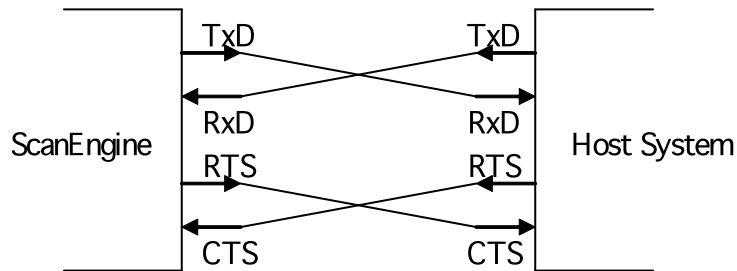 TxD TxD
RxD RxD
ScanEngine Host System
RTS RTS
CTS CTS